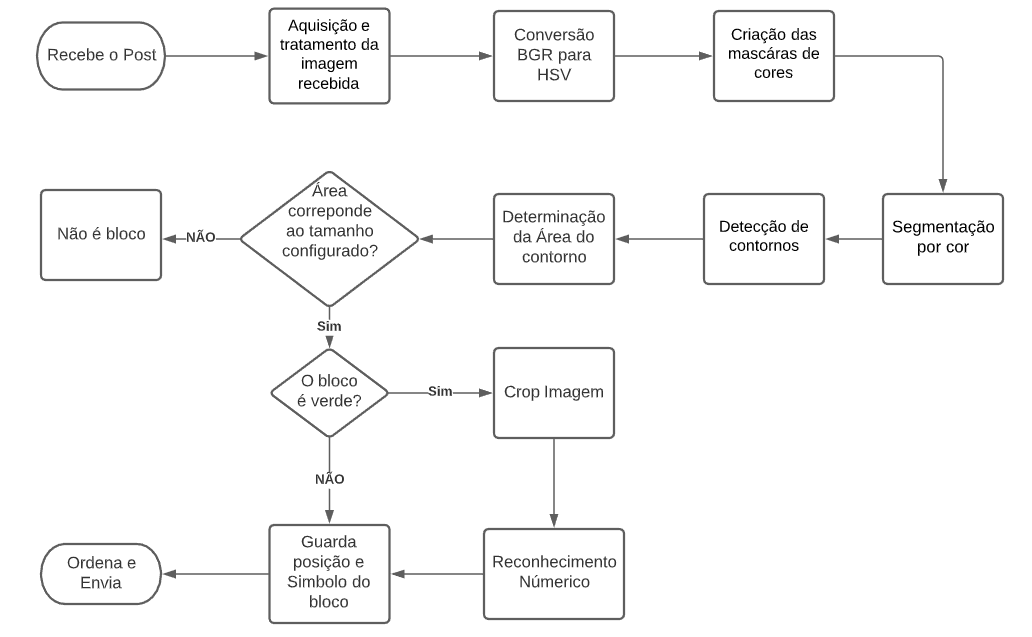 Recebe o Post
Aquisição e
tratamento da
imagem
recebida
Conversão
BGR para
HSV
Criação das
mascáras de
cores
Segmentação
por cor
Detecção de
contornos
Determinação
da Área do
contorno
Área
correponde
ao tamanho
configurado?
NÃO
Não é bloco
Sim
O bloco
é verde?
Sim
Crop Imagem
NÃO
Reconhecimento
Númerico
Guarda
posição e
Simbolo do
bloco
Ordena e
Envia